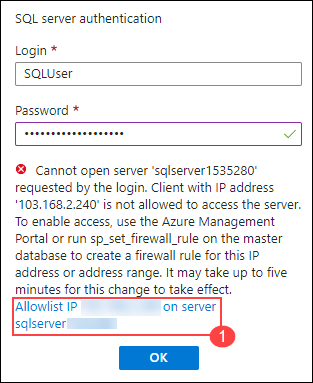 SQL server authentication
Login *
SQLUser
Password *
•••••••••••••••••••
Cannot open server 'sqlserver1535280'
requested by the login. Client with IP address
'103.168.2.240' is not allowed to access the server.
To enable access, use the Azure Management
Portal or run sp_set_firewall_rule on the master
database to create a firewall rule for this IP
address or address range. It may take up to five
minutes for this change to take effect.
Allowlist IP on server
sqlserver
1
OK